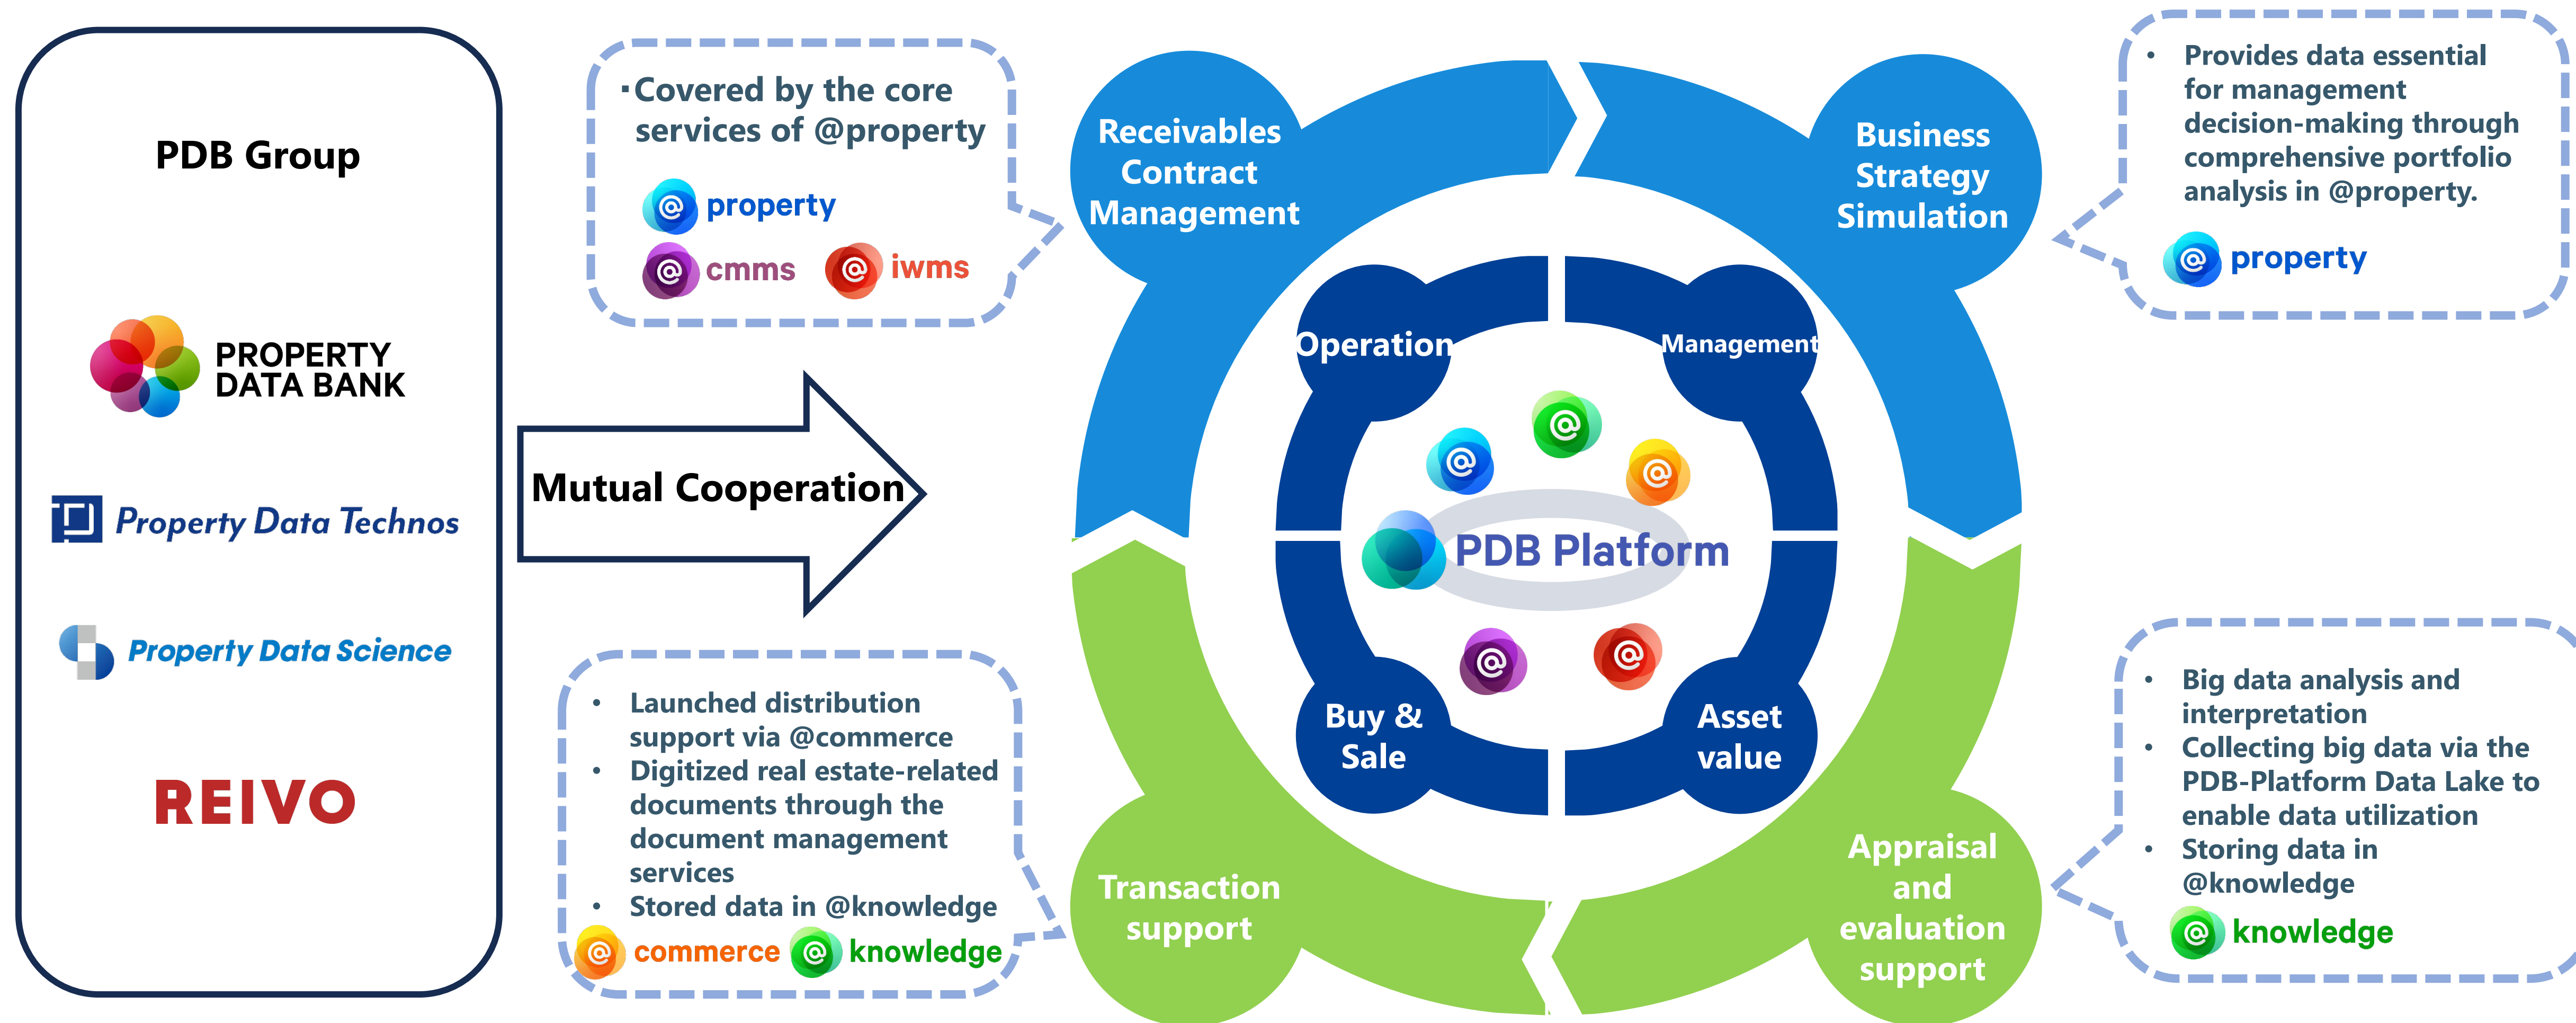 PDB Group
PROPERTY
DATA BANK
Property Data Technos
Property Data Science
REIVO
Mutual Cooperation
・Covered by the core
services of @property
@ property
@ cmms
@ iwms
• Launched distribution
support via @commerce
• Digitized real estate-related
documents through the
document management
services
• Stored data in @knowledge
@ commerce
@ knowledge
Receivables
Contract
Management
Business
Strategy
Simulation
Operation
Management
@
@
@
PDB Platform
@
@
Buy &
Sale
Asset
value
Transaction
support
Appraisal
and
evaluation
support
• Provides data essential
for management
decision-making through
comprehensive portfolio
analysis in @property.
@ property
• Big data analysis and
interpretation
• Collecting big data via the
PDB-Platform Data Lake to
enable data utilization
• Storing data in
@knowledge
@ knowledge